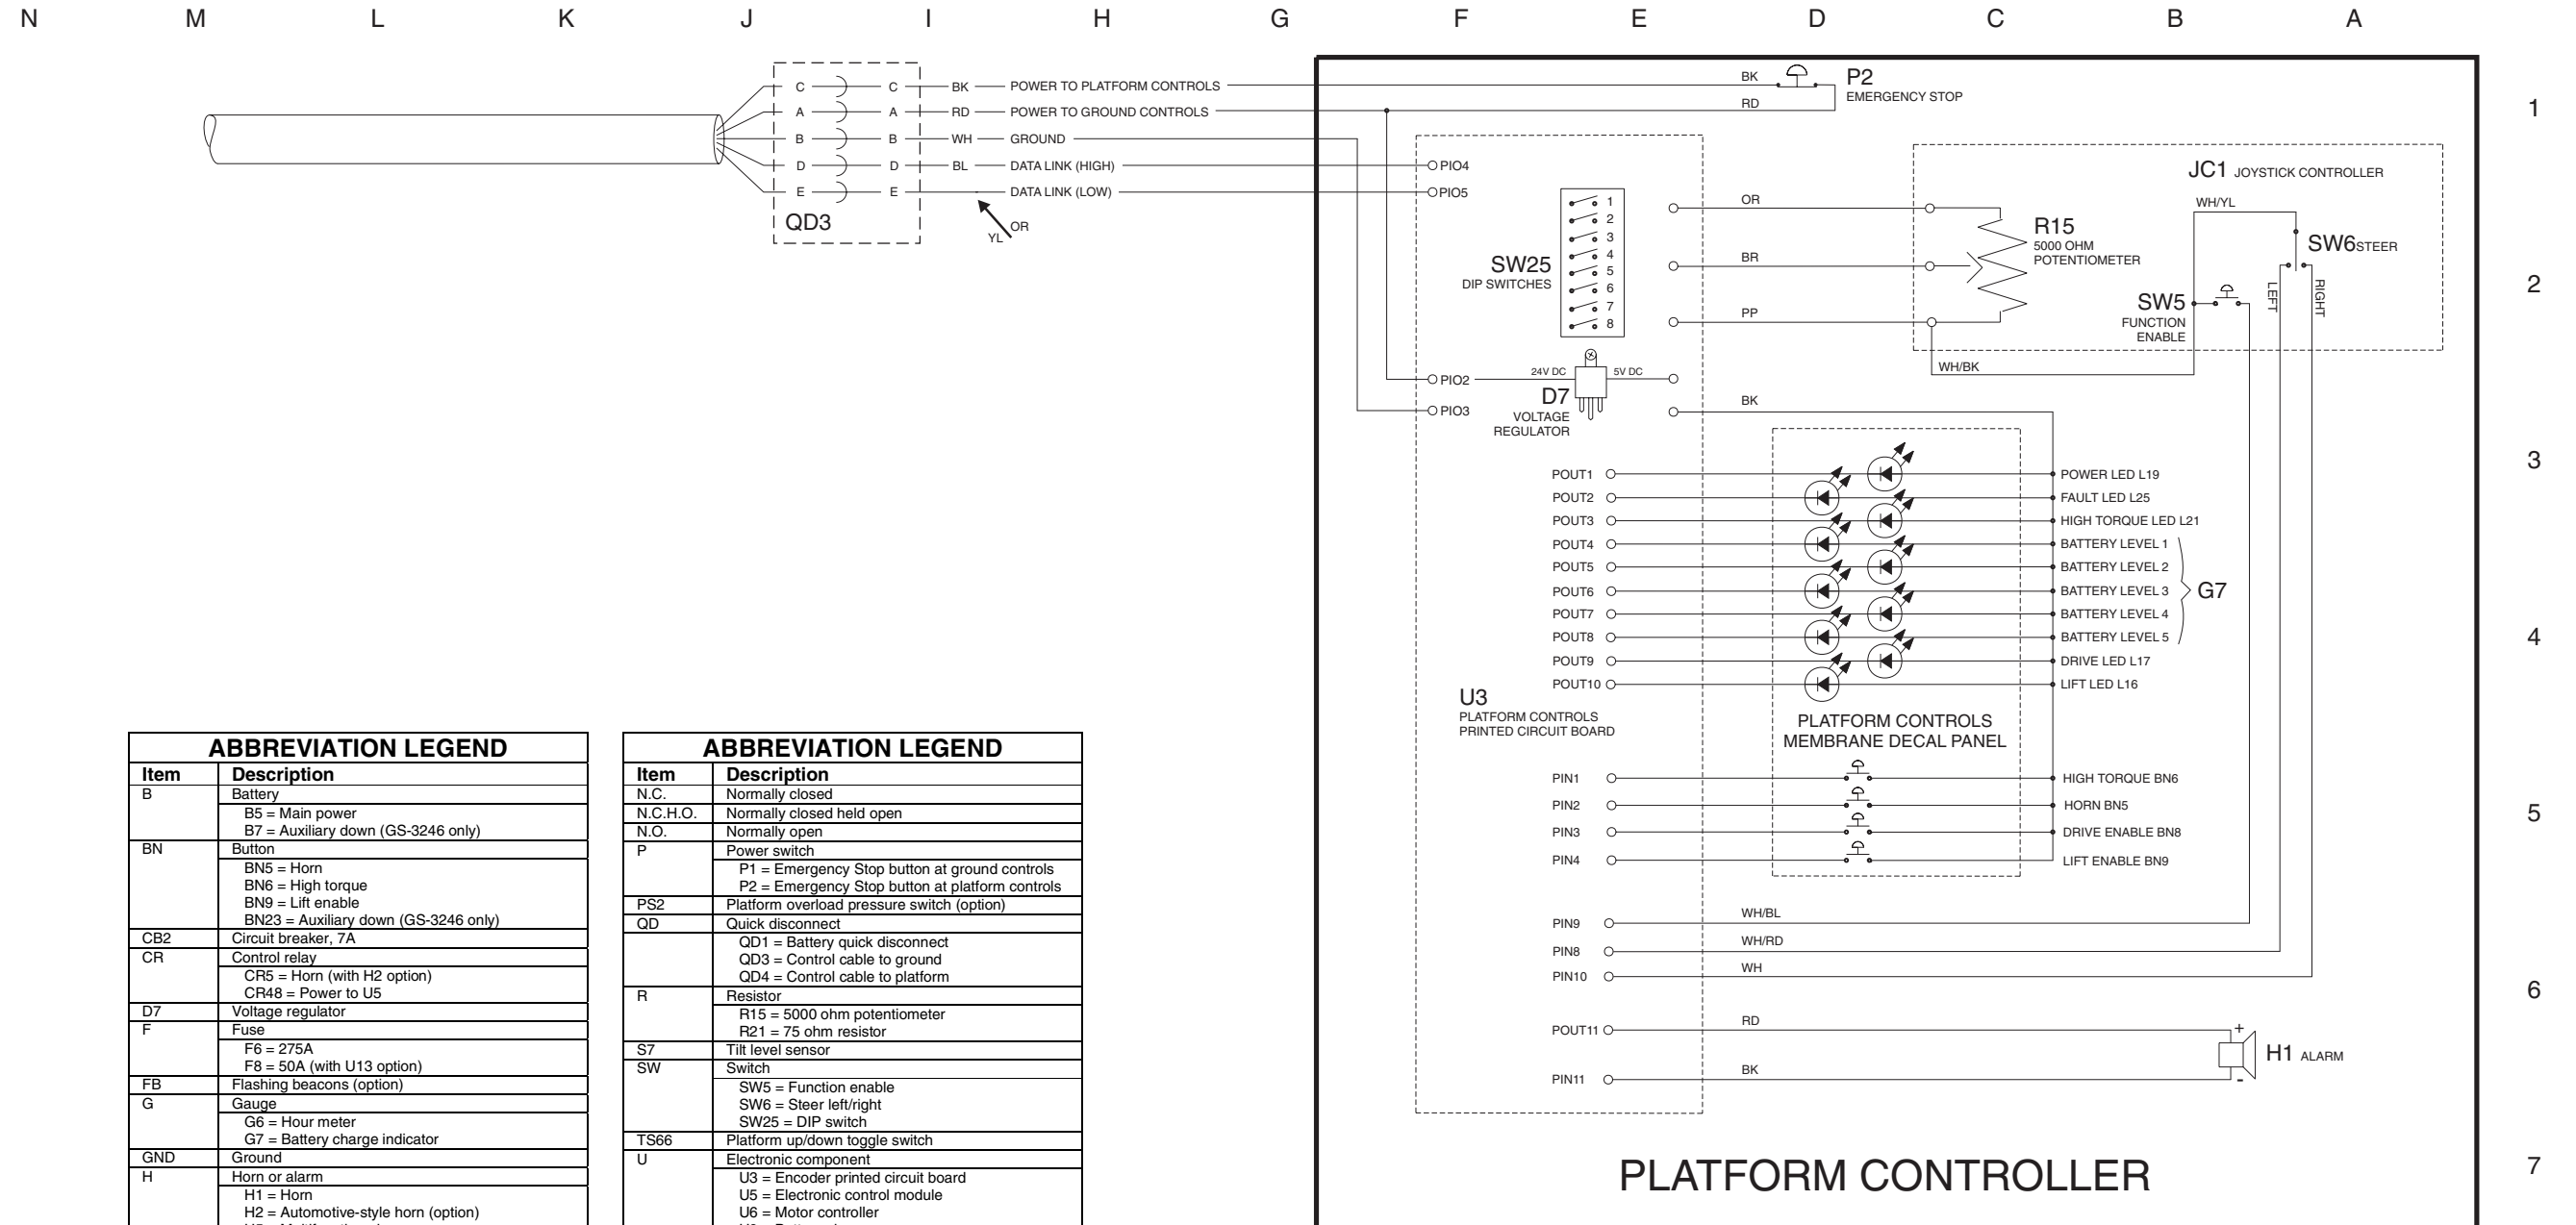 N M L K J I H G F E D C B A
1
2
3
4
5
6
7
C C BK POWER TO PLATFORM CONTROLS
A A RD POWER TO GROUND CONTROLS
B B WH GROUND
D D BL DATA LINK (HIGH)
E E DATA LINK (LOW)
QD3
YL OR
BK
P2
EMERGENCY STOP
RD
PIO4
PIO5
SW25
DIP SWITCHES
1
2
3
4
5
6
7
8
OR
BR
PP
JC1 JOYSTICK CONTROLLER
R15
5000 OHM
POTENTIOMETER
WH/YL
SW6 STEER
LEFT
RIGHT
SW5
FUNCTION
ENABLE
WH/BK
PIO2
24V DC
5V DC
D7
VOLTAGE
REGULATOR
PIO3
BK
POUT1 POWER LED L19
POUT2 FAULT LED L25
POUT3 HIGH TORQUE LED L21
POUT4 BATTERY LEVEL 1
POUT5 BATTERY LEVEL 2
POUT6 BATTERY LEVEL 3
POUT7 BATTERY LEVEL 4
POUT8 BATTERY LEVEL 5
G7
POUT9 DRIVE LED L17
POUT10 LIFT LED L16
U3
PLATFORM CONTROLS
PRINTED CIRCUIT BOARD
PLATFORM CONTROLS
MEMBRANE DECAL PANEL
PIN1 HIGH TORQUE BN6
PIN2 HORN BN5
PIN3 DRIVE ENABLE BN8
PIN4 LIFT ENABLE BN9
PIN9 WH/BL
PIN8 WH/RD
PIN10 WH
POUT11 RD +
H1 ALARM
PIN11 BK -
PLATFORM CONTROLLER
ABBREVIATION LEGEND
Item Description
B Battery
B5 = Main power
B7 = Auxiliary down (GS-3246 only)
BN Button
BN5 = Horn
BN6 = High torque
BN9 = Lift enable
BN23 = Auxiliary down (GS-3246 only)
CB2 Circuit breaker, 7A
CR Control relay
CR5 = Horn (with H2 option)
CR48 = Power to U5
D7 Voltage regulator
F Fuse
F6 = 275A
F8 = 50A (with U13 option)
FB Flashing beacons (option)
G Gauge
G6 = Hour meter
G7 = Battery charge indicator
GND Ground
H Horn or alarm
H1 = Horn
H2 = Automotive-style horn (option)
ABBREVIATION LEGEND
Item Description
N.C. Normally closed
N.C.H.O. Normally closed held open
N.O. Normally open
P Power switch
P1 = Emergency Stop button at ground controls
P2 = Emergency Stop button at platform controls
PS2 Platform overload pressure switch (option)
QD Quick disconnect
QD1 = Battery quick disconnect
QD3 = Control cable to ground
QD4 = Control cable to platform
R Resistor
R15 = 5000 ohm potentiometer
R21 = 75 ohm resistor
S7 Tilt level sensor
SW Switch
SW5 = Function enable
SW6 = Steer left/right
SW25 = DIP switch
TS66 Platform up/down toggle switch
U Electronic component
U3 = Encoder printed circuit board
U5 = Electronic control module
U6 = Motor controller